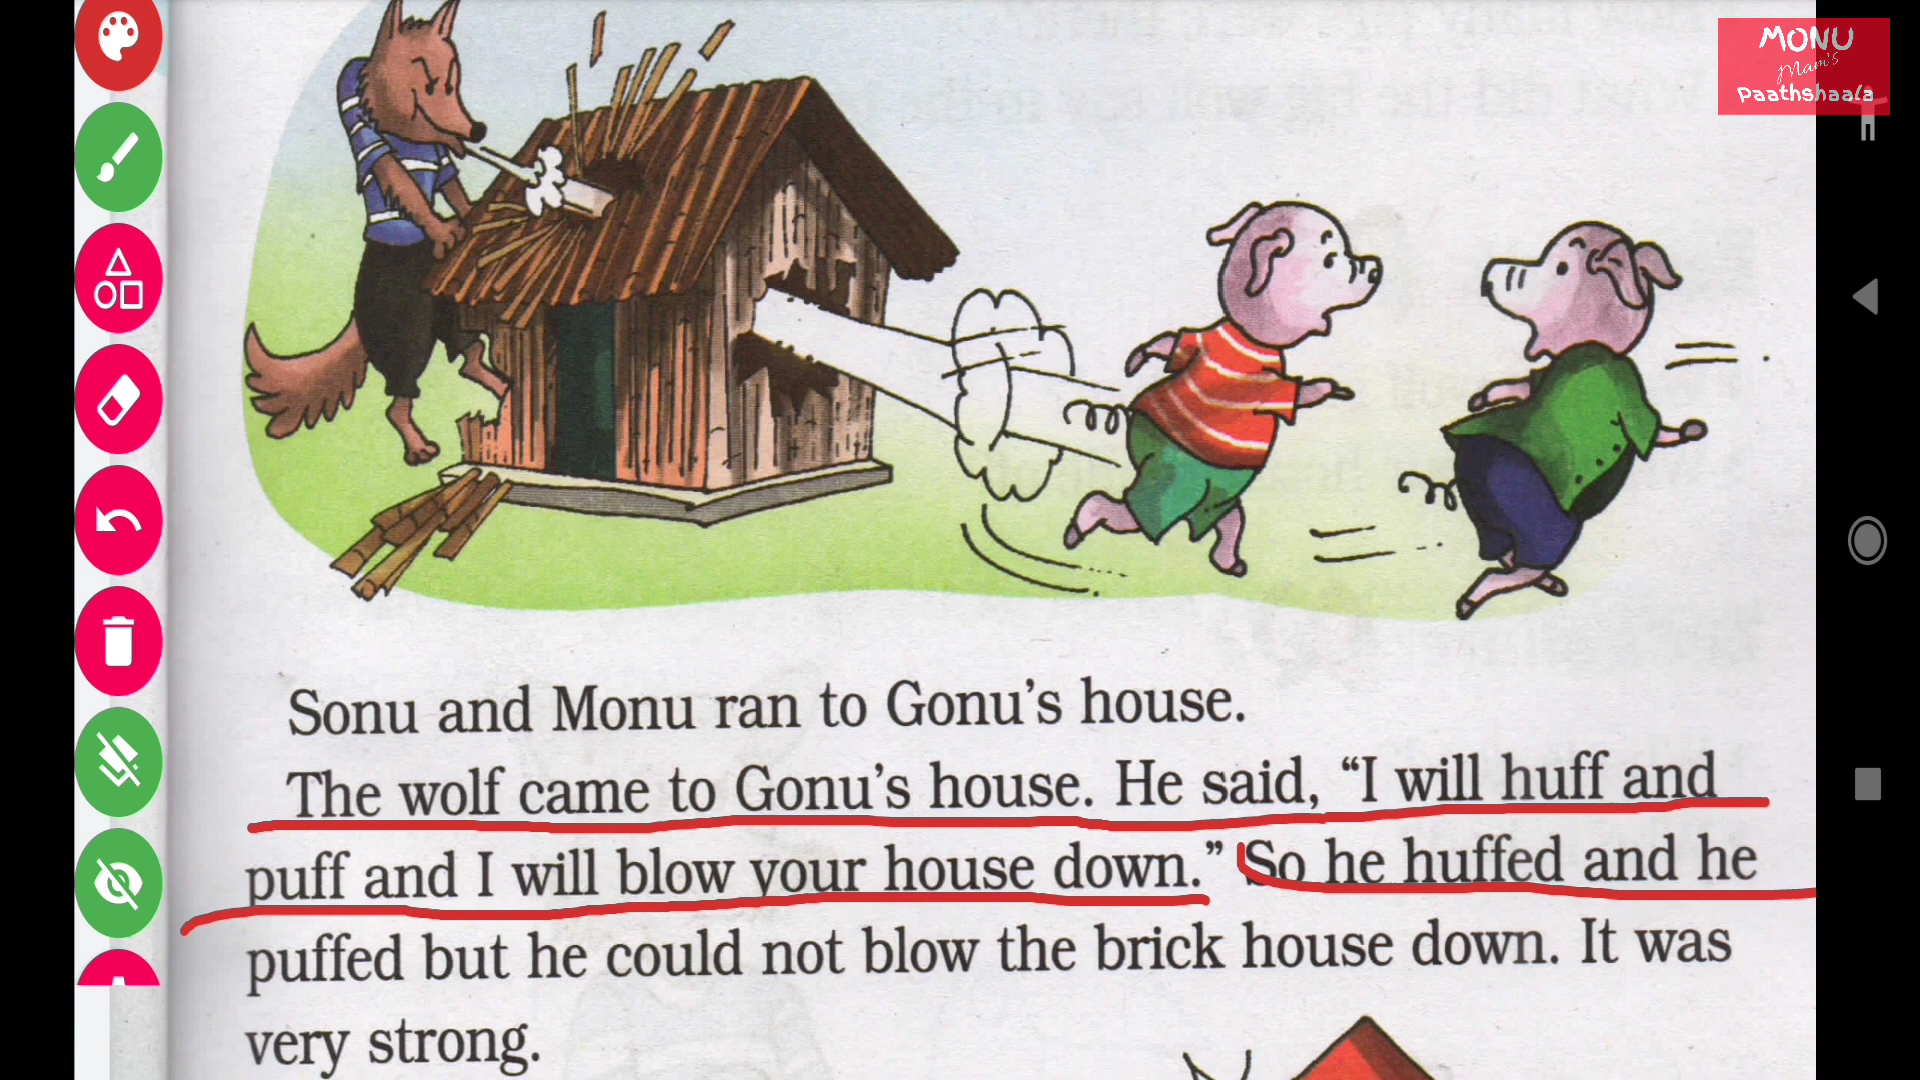 MONU
Mam's
Paathshaala
Sonu and Monu ran to Gonu's house.
The wolf came to Gonu's house. He said, “I will huff and
puff and I will blow your house down.” So he huffed and he
puffed but he could not blow the brick house down. It was
very strong.